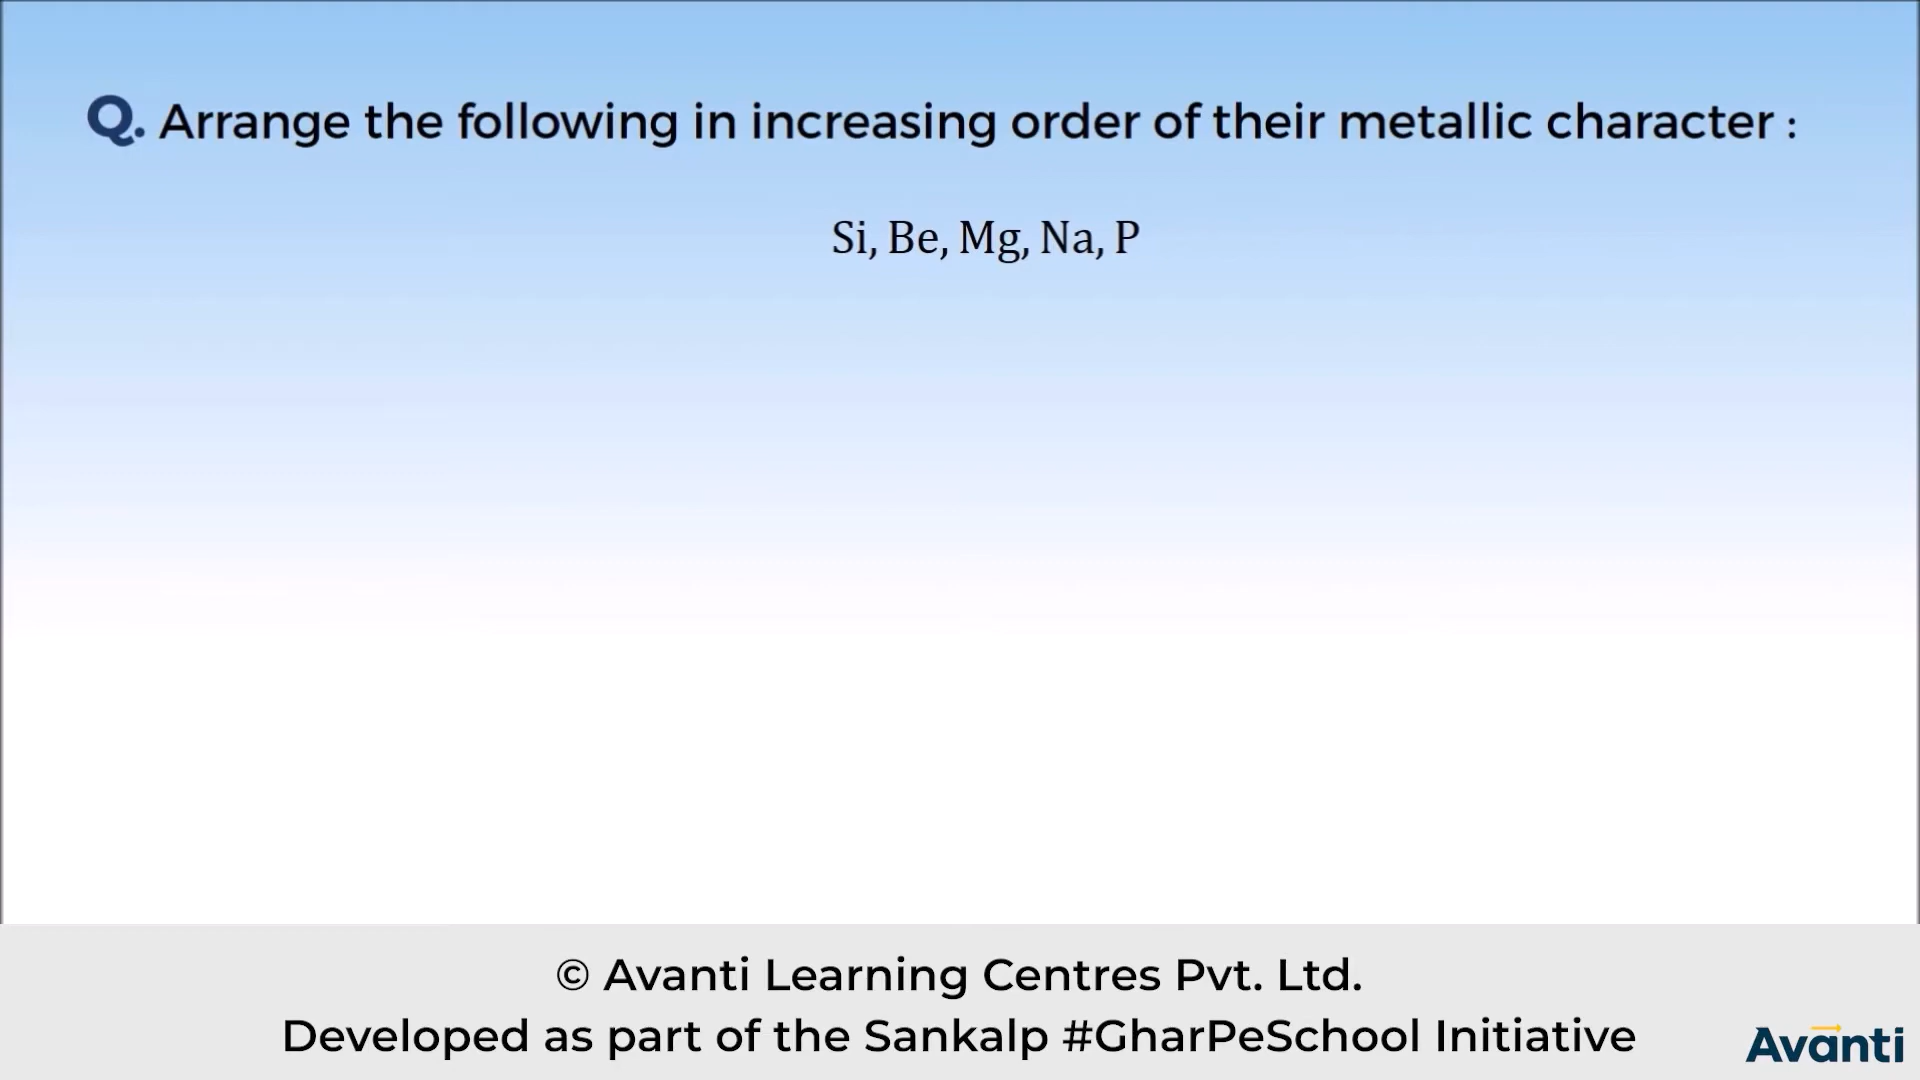 Q. Arrange the following in increasing order of their metallic character :
Si, Be, Mg, Na, P
© Avanti Learning Centres Pvt. Ltd.
Developed as part of the Sankalp #GharPeSchool Initiative
Avanti